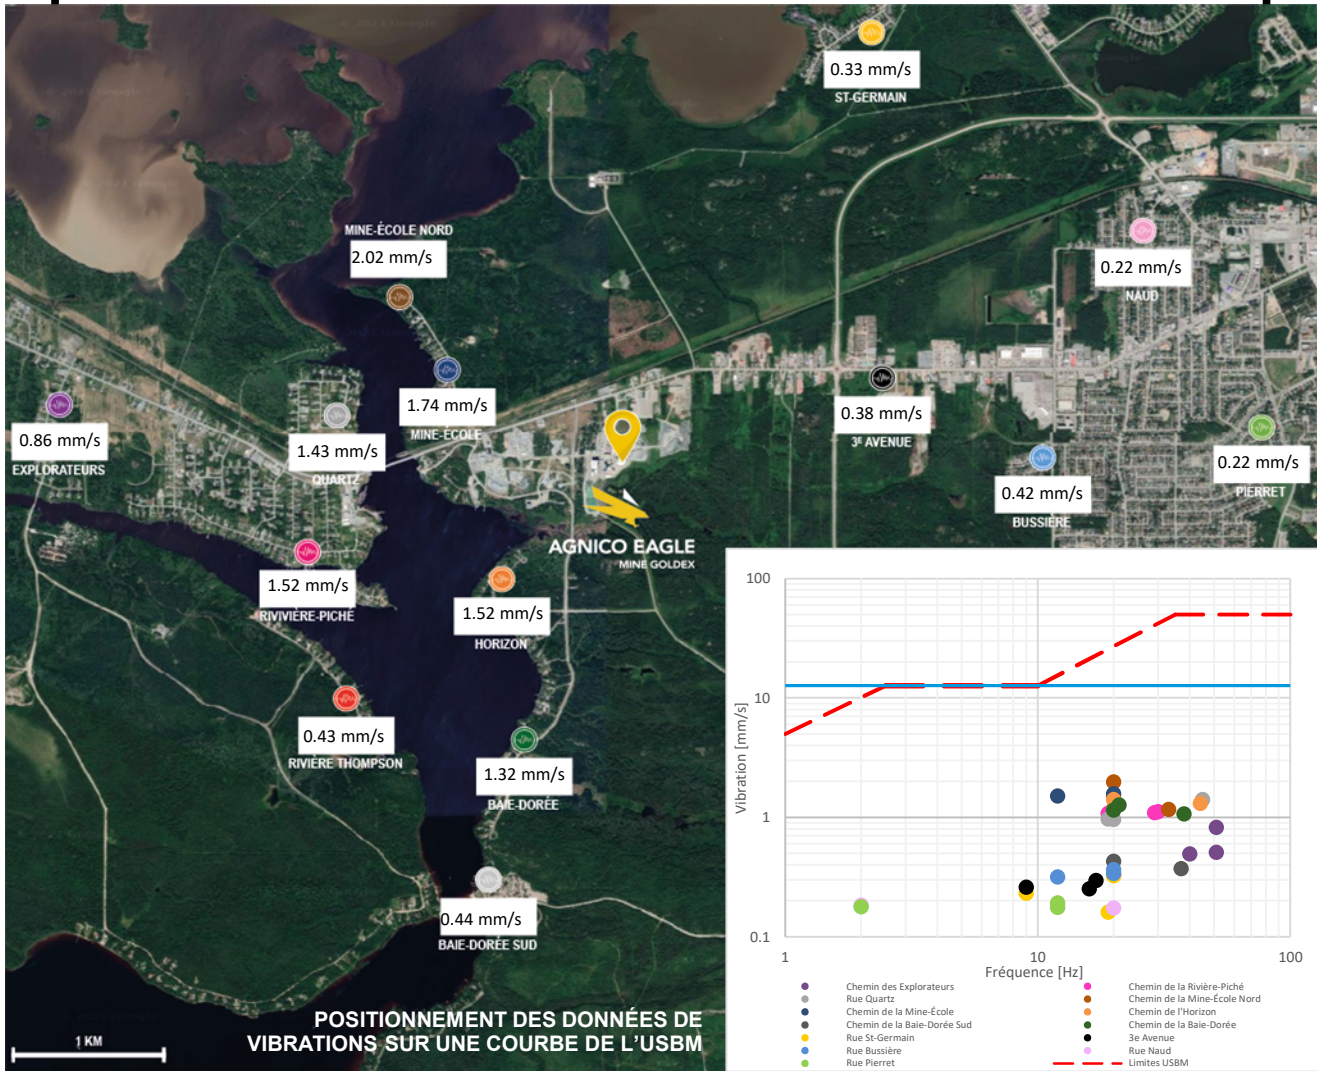 0.33 mm/s
ST-GERMAIN
MINE-ÉCOLE NORD
2.02 mm/s
0.22 mm/s
NAUD
1.74 mm/s
MINE-ÉCOLE
0.86 mm/s
EXPLORATEURS
1.43 mm/s
QUARTZ
0.38 mm/s
3E AVENUE
0.22 mm/s
PIERRET
0.42 mm/s
BUSSIÈRE
AGNICO EAGLE
MINE GOLDEX
1.52 mm/s
RIVIVIÈRE-PICHÉ
1.52 mm/s
HORIZON
0.43 mm/s
RIVIÈRE THOMPSON
1.32 mm/s
BAIE-DORÉE
0.44 mm/s
BAIE-DORÉE SUD
POSITIONNEMENT DES DONNÉES DE
VIBRATIONS SUR UNE COURBE DE L'USBM
1 KM
100
10
1
0.1
Vibration [mm/s]
1
10
100
Fréquence [Hz]
Chemin des Explorateurs
Chemin de la Rivière-Piché
Rue Quartz
Chemin de la Mine-École Nord
Chemin de la Mine-École
Chemin de l'Horizon
Chemin de la Baie-Dorée Sud
Chemin de la Baie-Dorée
Rue St-Germain
3e Avenue
Rue Bussière
Rue Naud
Rue Pierret
Limites USBM